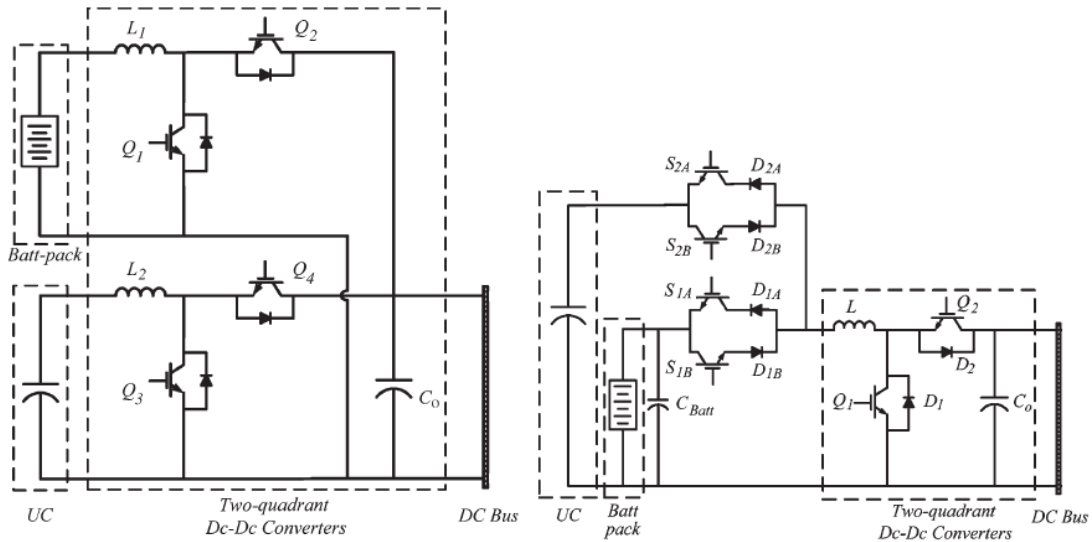 L1
Q2
Q1
Batt-pack
L2
Q4
Q3
Co
UC
Two-quadrant
Dc-Dc Converters
DC Bus
S2A
D2A
S2B
D2B
S1A
D1A
S1B
D1B
L
Q2
D2
CBatt
Q1
D1
Co
UC
Batt
pack
Two-quadrant
Dc-Dc Converters
DC Bus